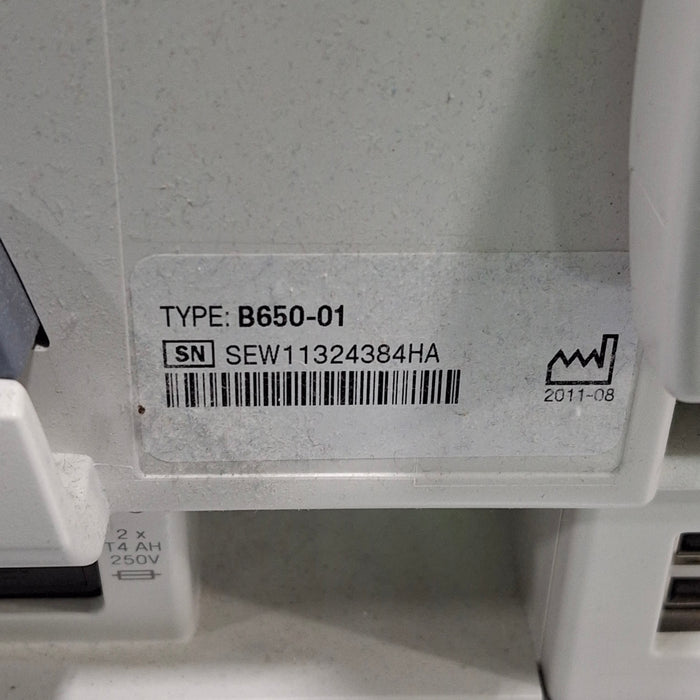 TYPE: B650-01
SN SEW11324384HA
2011-08
2 x
T4 AH
250V